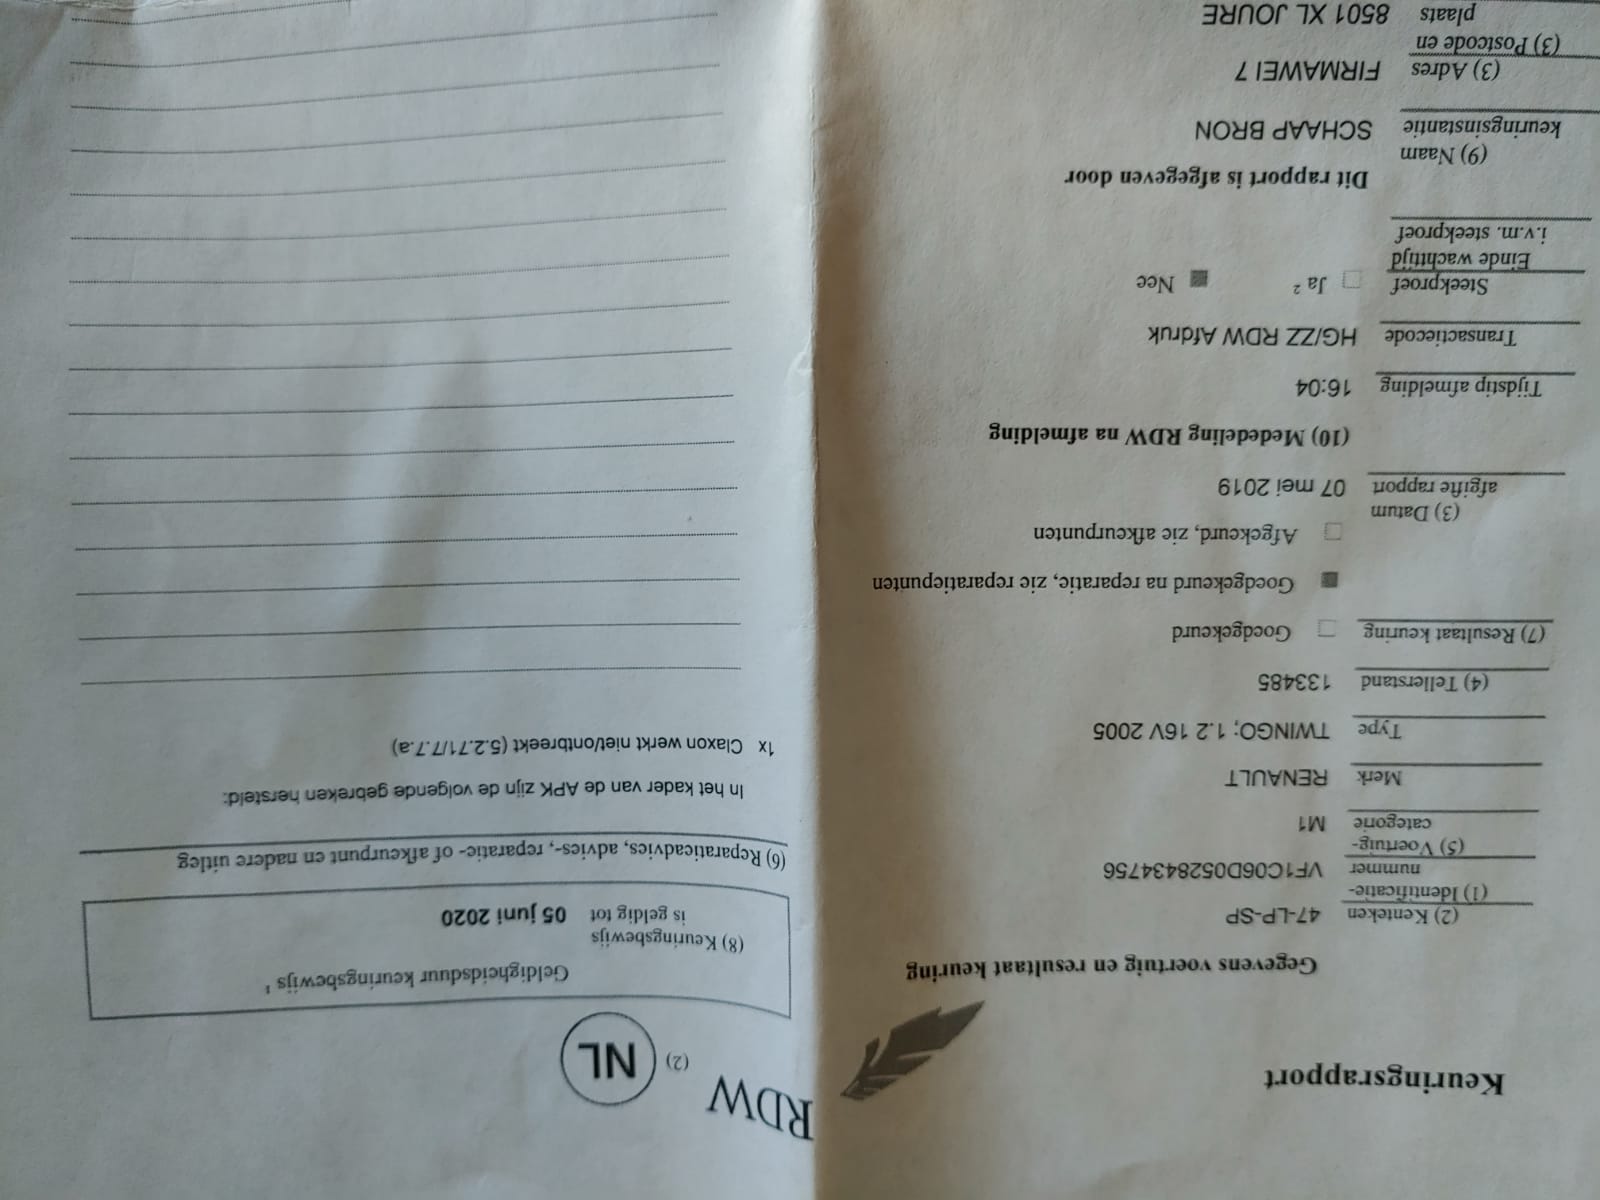 Keuringsrapport
RDW
(2) NL
Gegevens voertuig en resultaat keuring
(2) Kenteken 47-LP-SP
(1) Identificatie-
nummer VF1C06D0528434756
(5) Voertuig-
categorie M1
Merk RENAULT
Type TWINGO; 1.2 16V 2005
(4) Tellerstand 133485
(7) Resultaat keuring Goedgekeurd
Goedgekeurd na reparatie, zie reparatiepunten
Afgekeurd, zie afkeurpunten
(3) Datum
afgifte rapport 07 mei 2019
(10) Mededeling RDW na afmelding
Tijdstip afmelding 16:04
Transactiecode HG/ZZ RDW Afdruk
Steekproef Ja ² Nee
Einde wachttijd
i.v.m. steekproef
Dit rapport is afgegeven door
(9) Naam
keuringsinstantie SCHAAP BRON
(3) Adres FIRMAWEI 7
(3) Postcode en
plaats 8501 XL JOURE
Geldigheidsduur keuringsbewijs ¹
(8) Keuringsbewijs
is geldig tot 05 juni 2020
(6) Reparatieadvies, advies-, reparatie- of afkeurpunt en nadere uitleg
In het kader van de APK zijn de volgende gebreken hersteld:
1x Claxon werkt niet/ontbreekt (5.2.71/7.7.a)